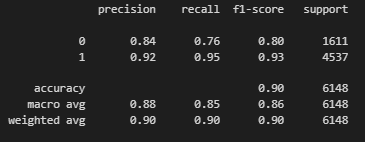 precision recall f1-score support
0 0.84 0.76 0.80 1611
1 0.92 0.95 0.93 4537
accuracy 0.90 6148
macro avg 0.88 0.85 0.86 6148
weighted avg 0.90 0.90 0.90 6148